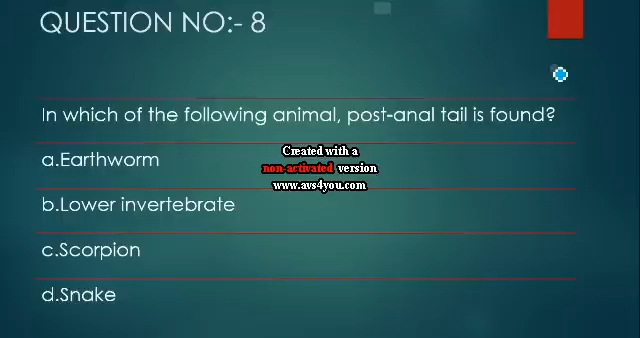 QUESTION NO:- 8
In which of the following animal, post-anal tail is found?
a.Earthworm
Created with a
non-activated version
www.avs4you.com
b.Lower invertebrate
c.Scorpion
d.Snake